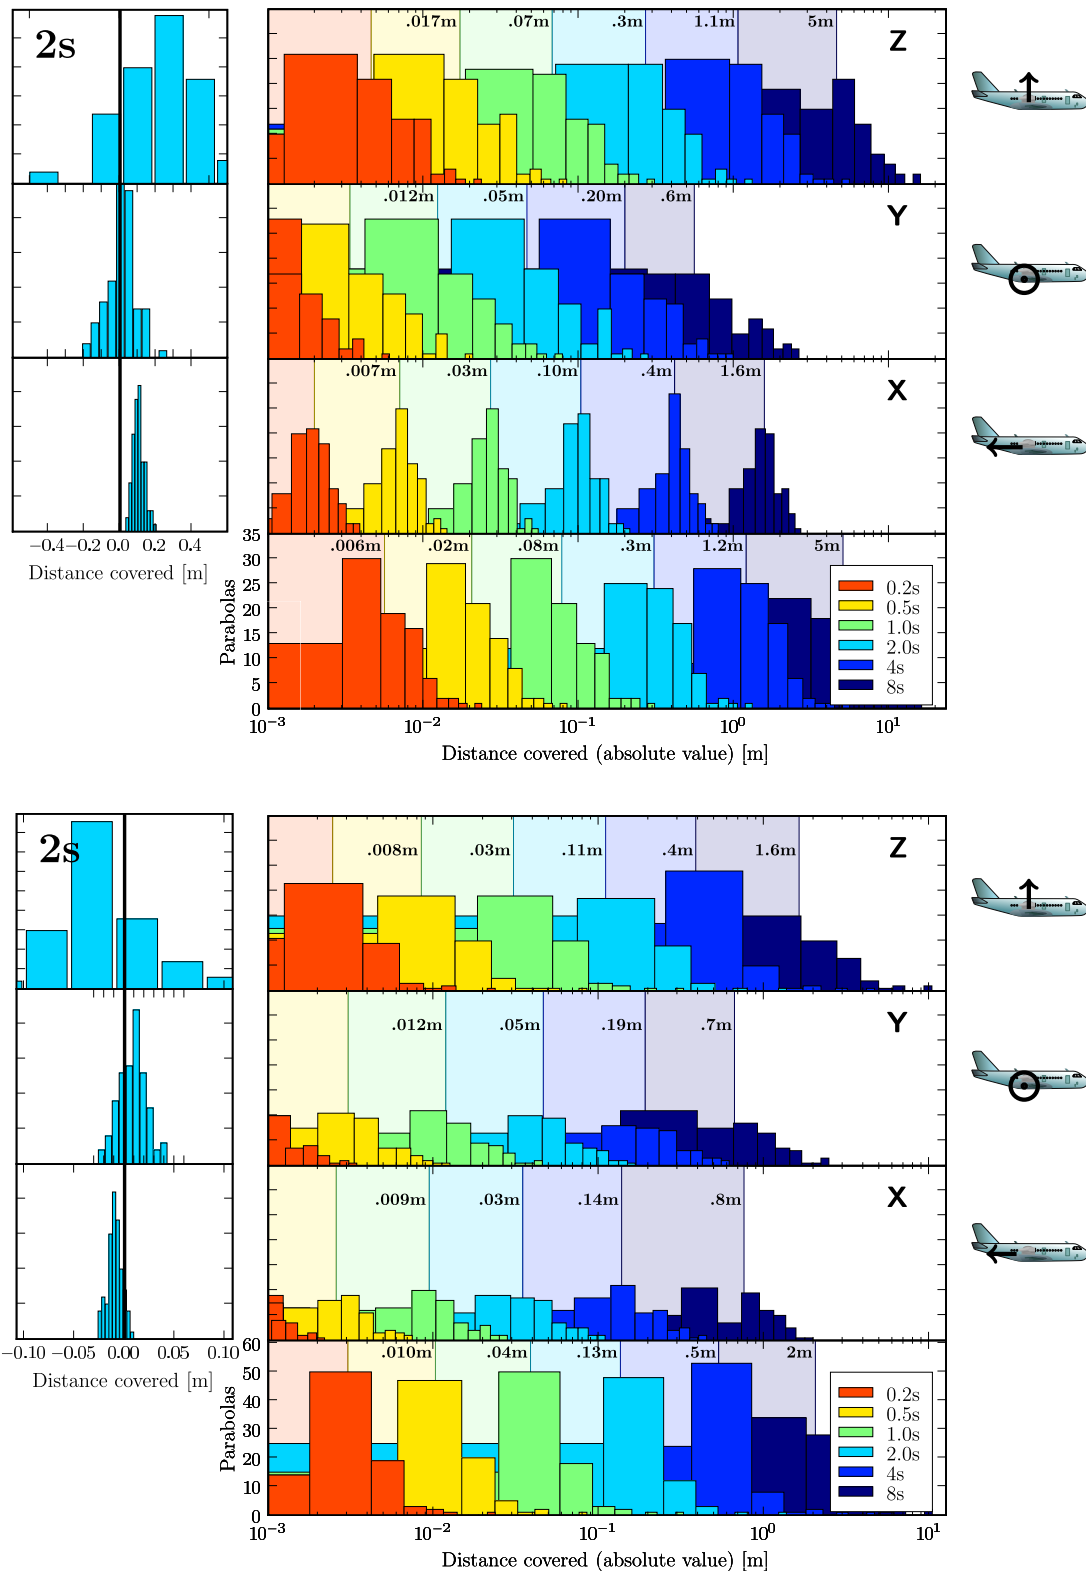 2s
.017m .07m .3m 1.1m 5m
Z
.012m .05m .20m .6m
Y
.007m .03m .10m .4m 1.6m
X
−0.4 −0.2 0.0 0.2 0.4
Distance covered [m]
.006m .02m .08m .3m 1.2m 5m
35
30
25
20
15
10
5
0
Parabolas
0.2s
0.5s
1.0s
2.0s
4s
8s
10⁻³ 10⁻² 10⁻¹ 10⁰ 10¹
Distance covered (absolute value) [m]
2s
.008m .03m .11m .4m 1.6m
Z
.012m .05m .19m .7m
Y
.009m .03m .14m .8m
X
−0.10 −0.05 0.00 0.05 0.10
Distance covered [m]
.010m .04m .13m .5m 2m
60
50
40
30
20
10
0
Parabolas
0.2s
0.5s
1.0s
2.0s
4s
8s
10⁻³ 10⁻² 10⁻¹ 10⁰ 10¹
Distance covered (absolute value) [m]